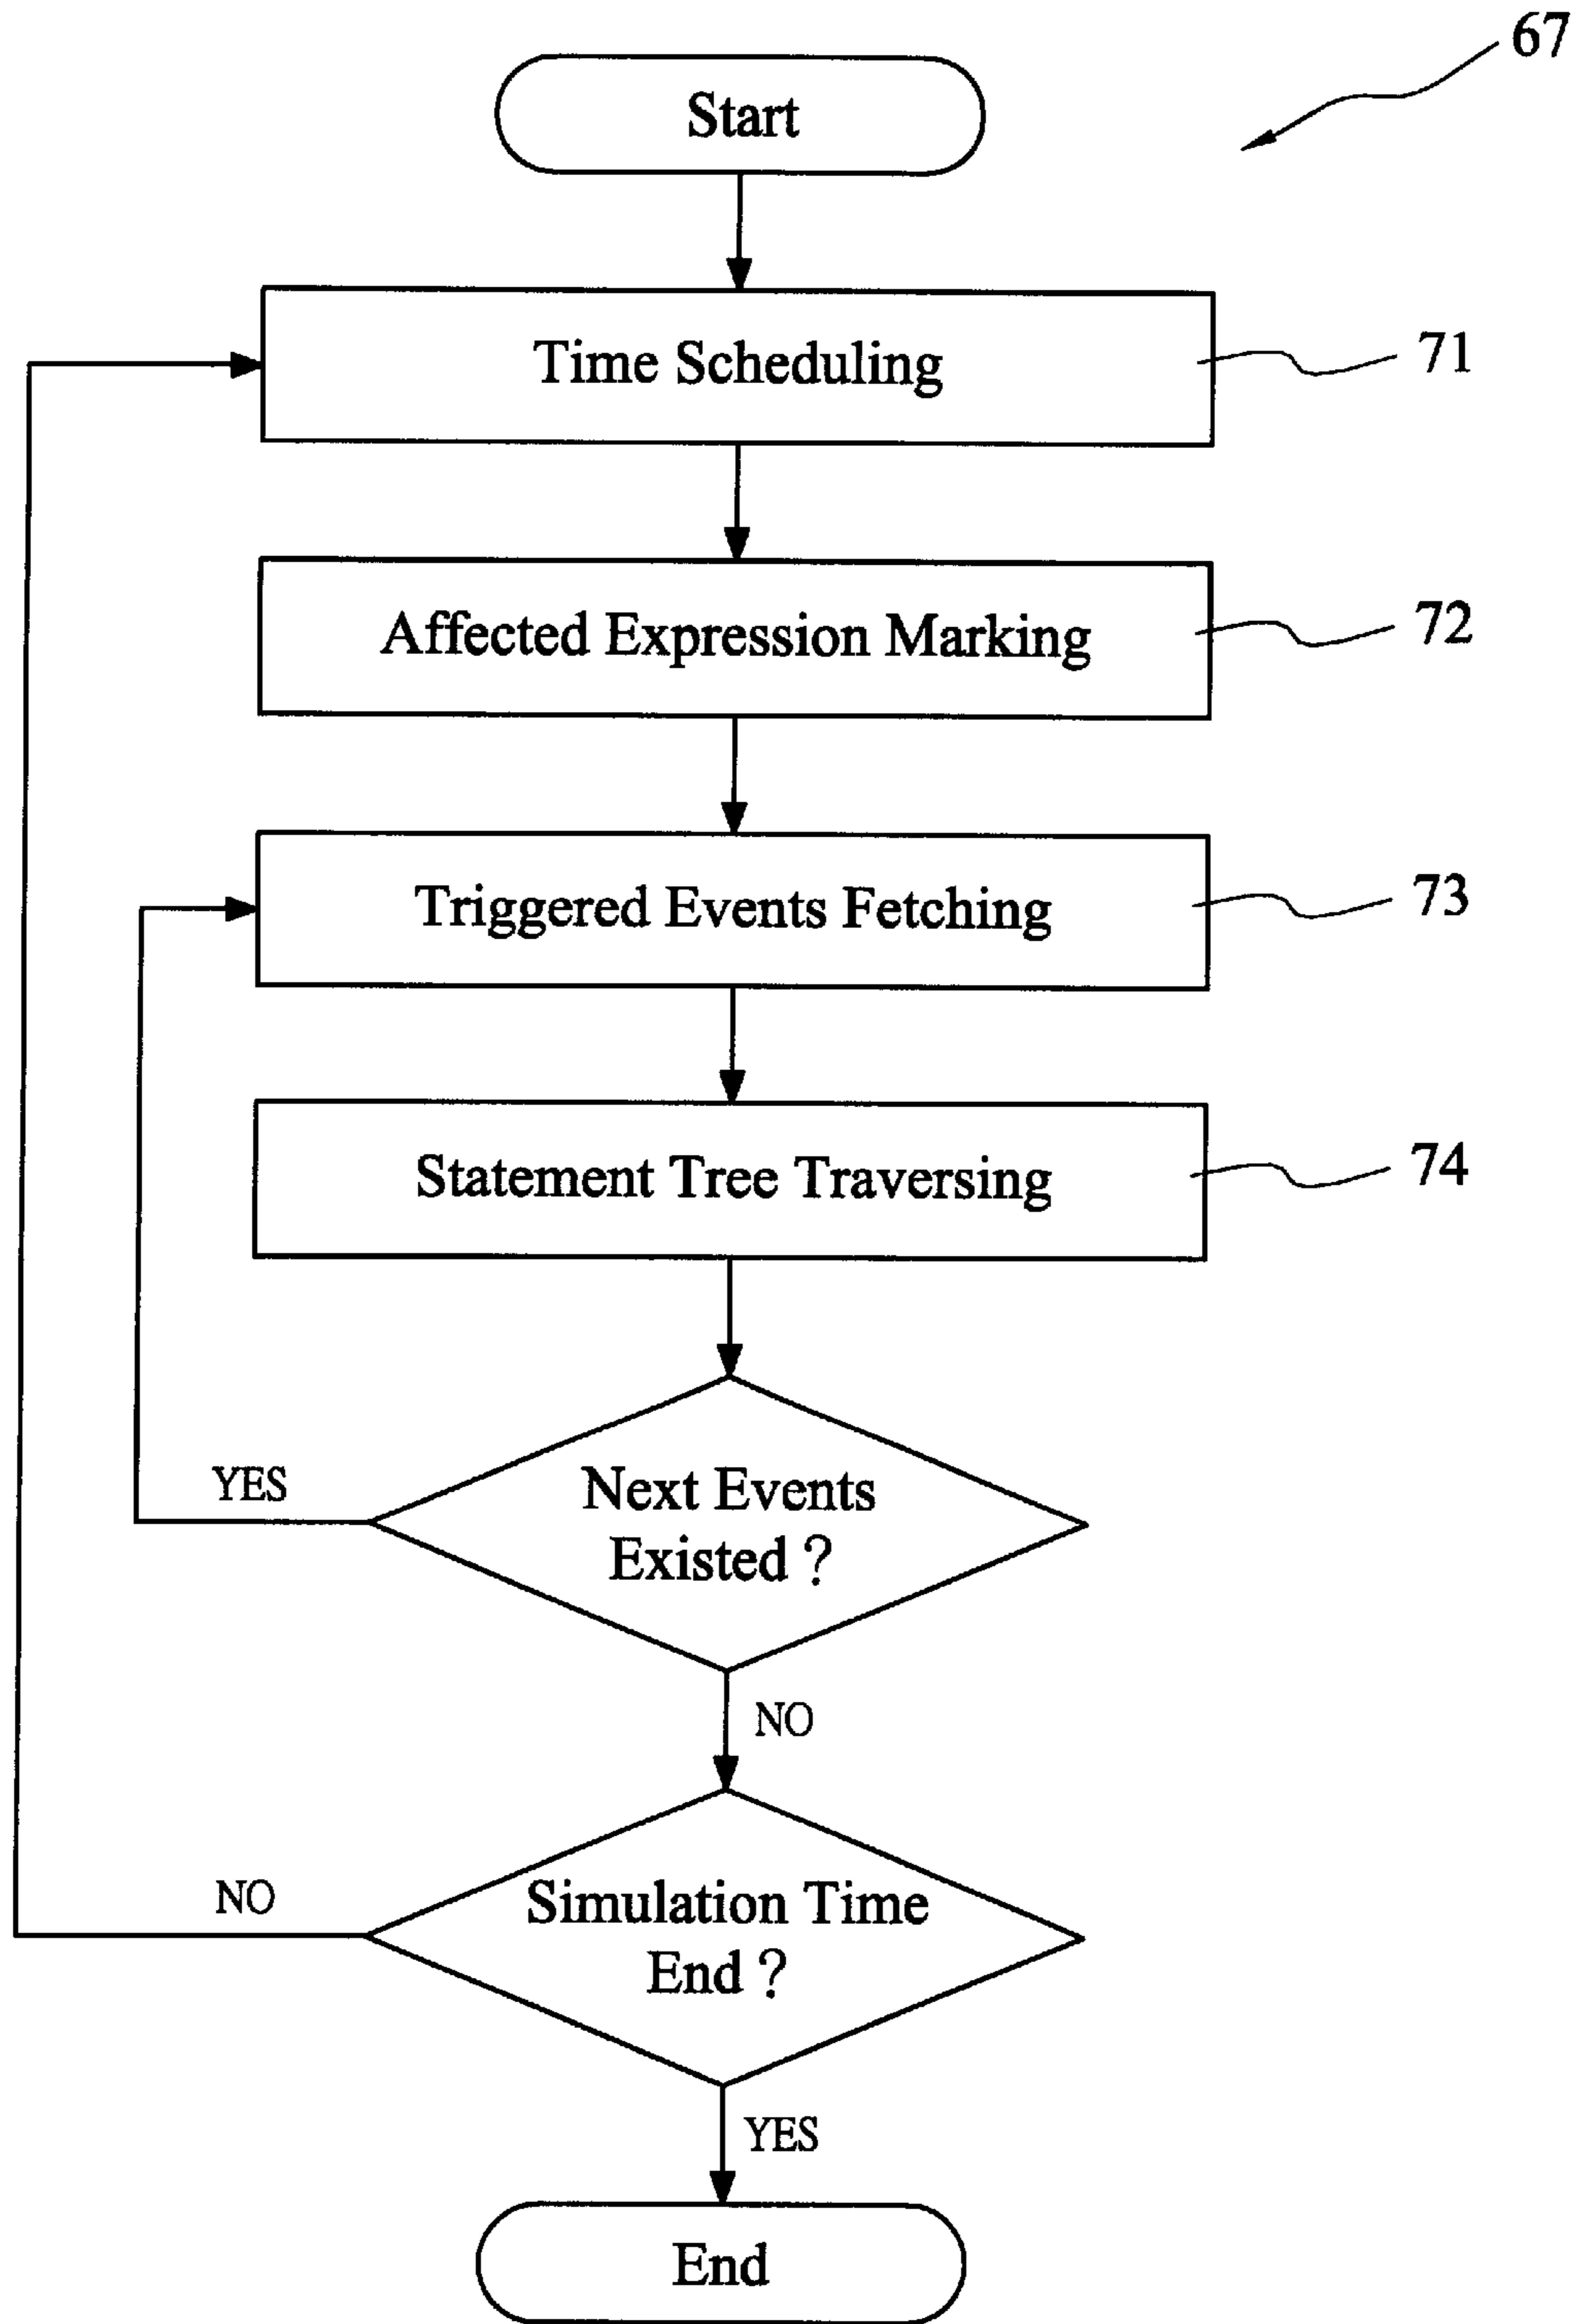 67
Start
Time Scheduling
71
Affected Expression Marking
72
Triggered Events Fetching
73
Statement Tree Traversing
74
YES
Next Events
Existed ?
NO
NO
Simulation Time
End ?
YES
End